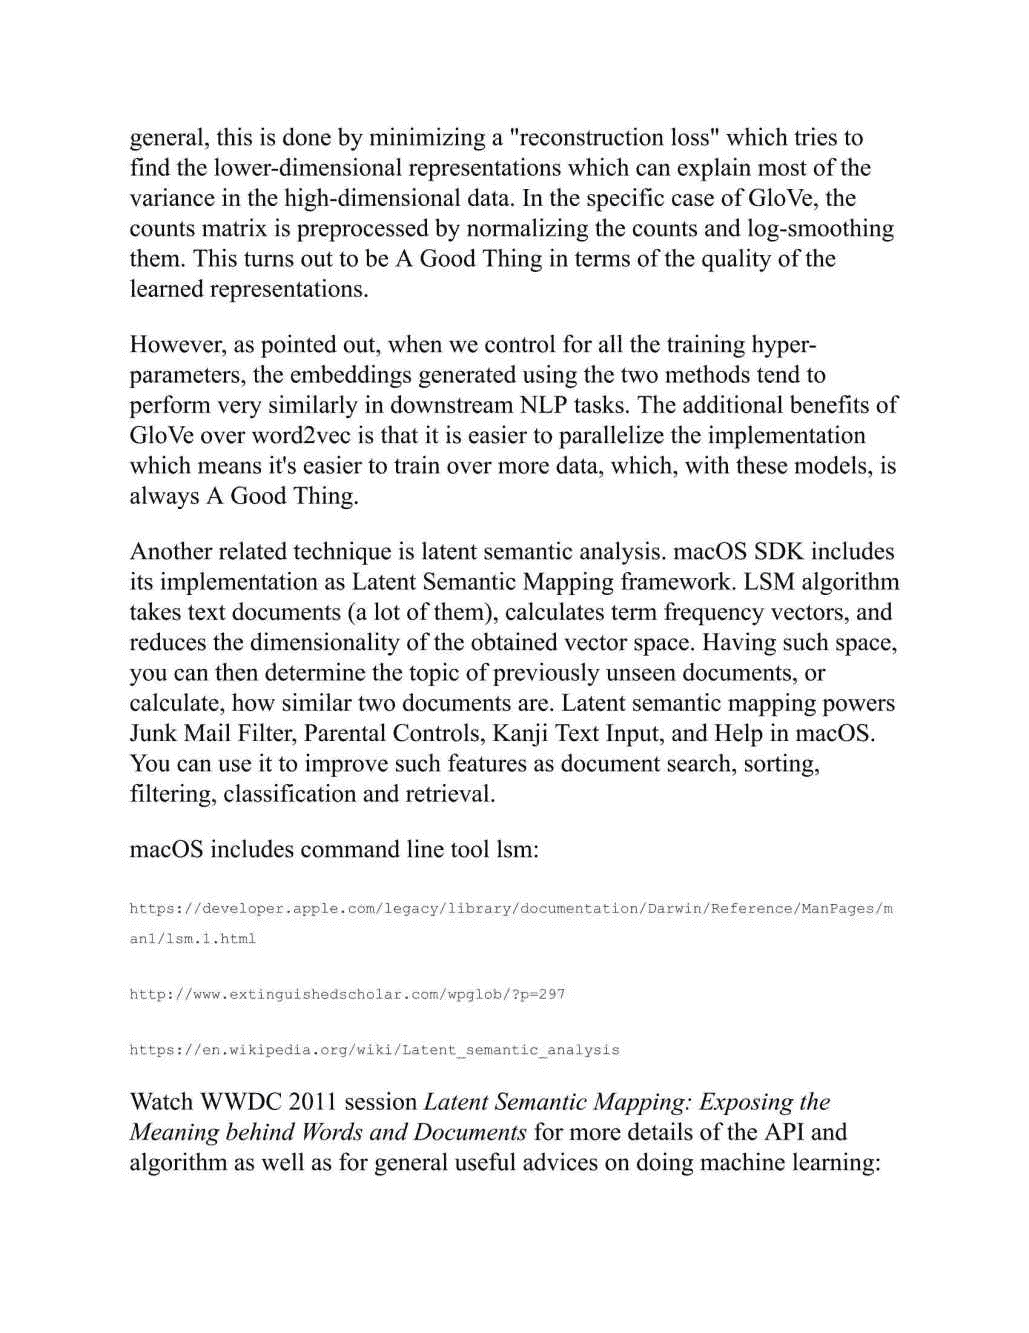 general, this is done by minimizing a "reconstruction loss" which tries to
find the lower-dimensional representations which can explain most of the
variance in the high-dimensional data. In the specific case of GloVe, the
counts matrix is preprocessed by normalizing the counts and log-smoothing
them. This turns out to be A Good Thing in terms of the quality of the
learned representations.
However, as pointed out, when we control for all the training hyper-
parameters, the embeddings generated using the two methods tend to
perform very similarly in downstream NLP tasks. The additional benefits of
GloVe over word2vec is that it is easier to parallelize the implementation
which means it's easier to train over more data, which, with these models, is
always A Good Thing.
Another related technique is latent semantic analysis. macOS SDK includes
its implementation as Latent Semantic Mapping framework. LSM algorithm
takes text documents (a lot of them), calculates term frequency vectors, and
reduces the dimensionality of the obtained vector space. Having such space,
you can then determine the topic of previously unseen documents, or
calculate, how similar two documents are. Latent semantic mapping powers
Junk Mail Filter, Parental Controls, Kanji Text Input, and Help in macOS.
You can use it to improve such features as document search, sorting,
filtering, classification and retrieval.
macOS includes command line tool lsm:
https://developer.apple.com/legacy/library/documentation/Darwin/Reference/ManPages/m
an1/lsm.1.html
http://www.extinguishedscholar.com/wpglob/?p=297
https://en.wikipedia.org/wiki/Latent_semantic_analysis
Watch WWDC 2011 session Latent Semantic Mapping: Exposing the
Meaning behind Words and Documents for more details of the API and
algorithm as well as for general useful advices on doing machine learning: